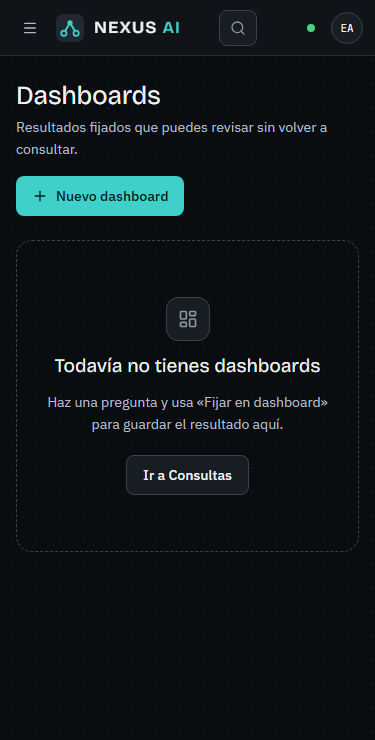 NEXUS AI
EA
Dashboards
Resultados fijados que puedes revisar sin volver a
consultar.
Nuevo dashboard
Todavía no tienes dashboards
Haz una pregunta y usa «Fijar en dashboard»
para guardar el resultado aquí.
Ir a Consultas